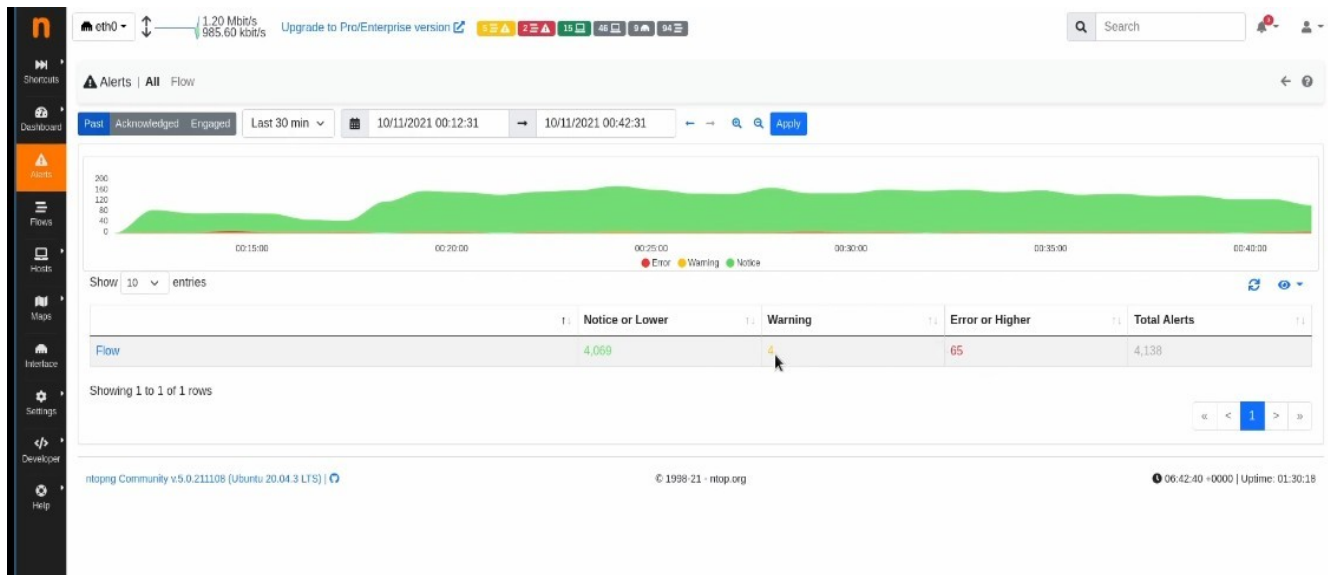 n
eth0
1.20 Mbit/s
985.60 kbit/s
Upgrade to Pro/Enterprise version
5
2
15
46
9
94
Search
Shortcuts
Dashboard
Alerts
Flows
Hosts
Maps
Interface
Settings
Developer
Help
Alerts | All Flow
Past Acknowledged Engaged Last 30 min 10/11/2021 00:12:31 → 10/11/2021 00:42:31 ← → Apply
200
160
120
80
40
0
00:15:00 00:20:00 00:25:00 00:30:00 00:35:00 00:40:00
Error Warning Notice
Show 10 entries
Notice or Lower Warning Error or Higher Total Alerts
Flow 4,069 4 65 4,138
Showing 1 to 1 of 1 rows
« < 1 > »
ntopng Community v.5.0.211108 (Ubuntu 20.04.3 LTS) | © 1998-21 - ntop.org 06:42:40 +0000 | Uptime: 01:30:18